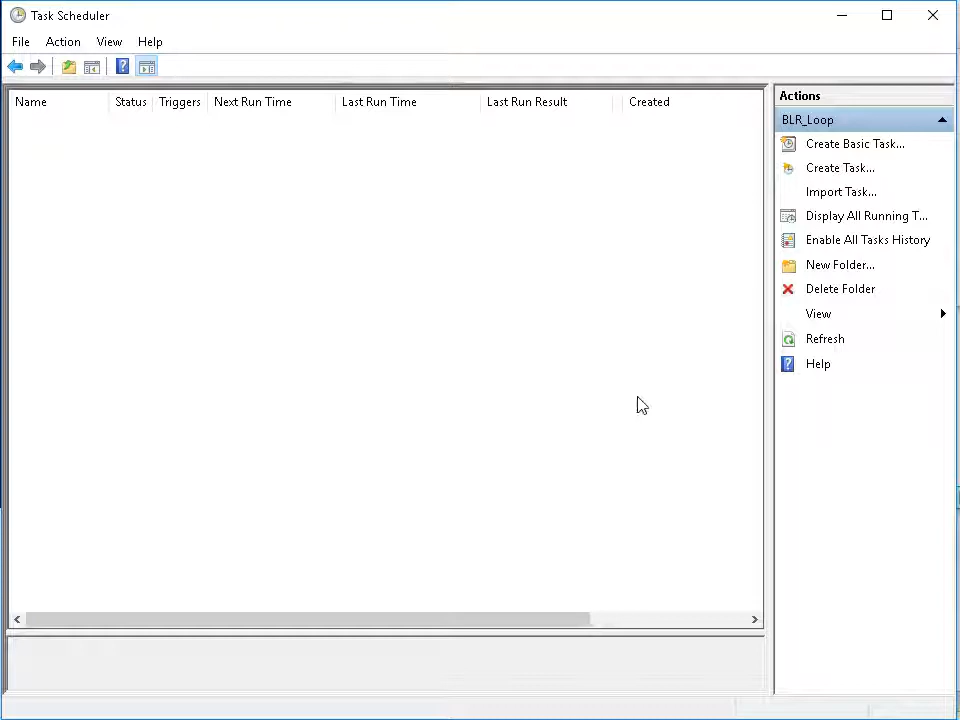 Task Scheduler
File Action View Help
Name Status Triggers Next Run Time Last Run Time Last Run Result Created
Actions
BLR_Loop
Create Basic Task...
Create Task...
Import Task...
Display All Running T...
Enable All Tasks History
New Folder...
Delete Folder
View
Refresh
Help